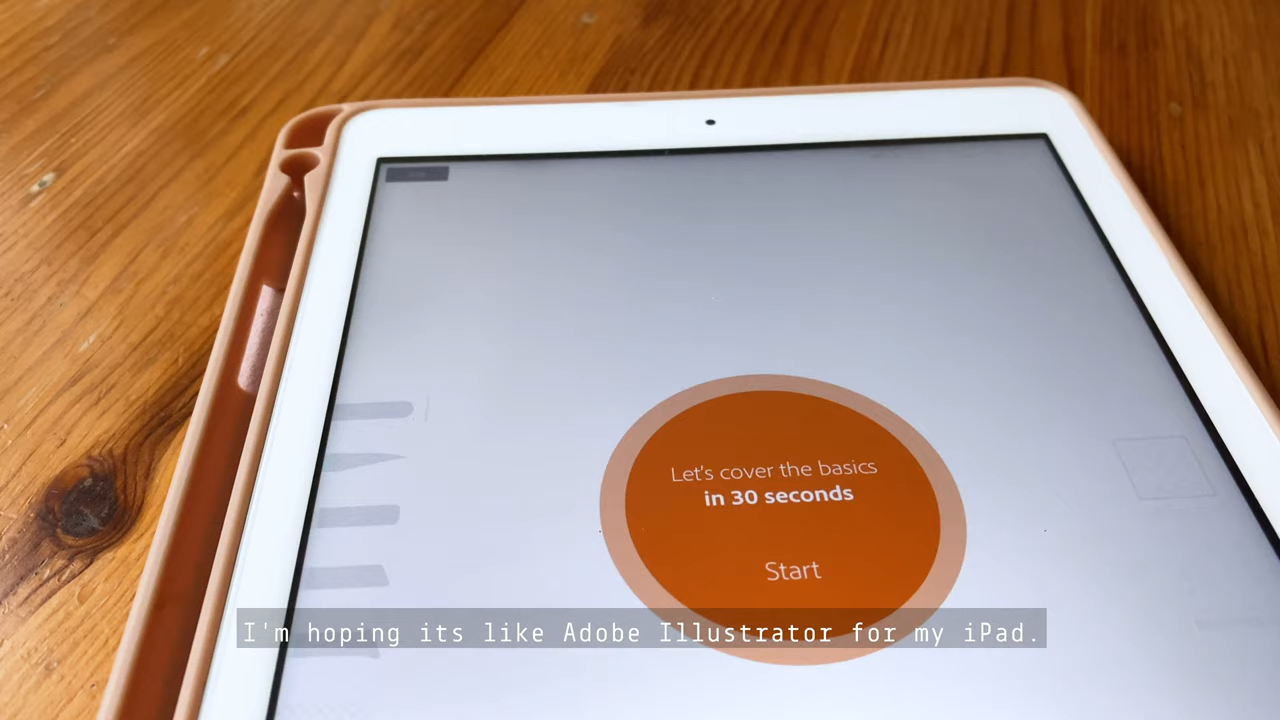 Let's cover the basics
in 30 seconds
Start
I'm hoping its like Adobe Illustrator for my iPad.